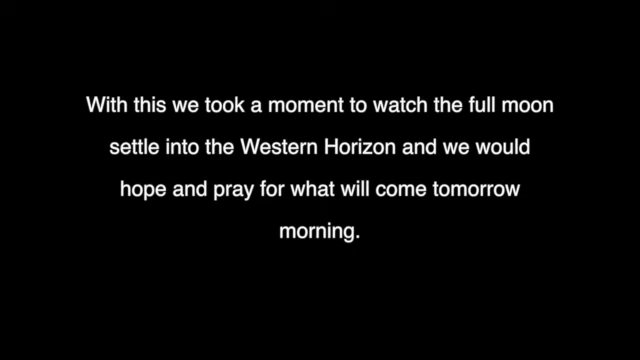 With this we took a moment to watch the full moon
settle into the Western Horizon and we would
hope and pray for what will come tomorrow
morning.